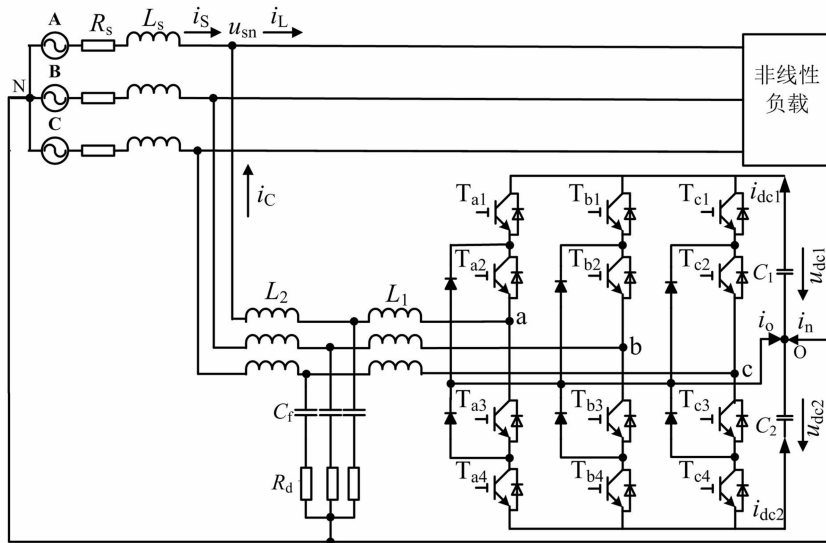 A
R_s
L_s
i_S
u_sn
i_L
B
N
C
非线性
负载
i_C
T_a1
T_b1
T_c1
i_dc1
T_a2
T_b2
T_c2
C_1
u_dc1
L_2
L_1
a
b
c
i_o
i_n
O
C_f
T_a3
T_b3
T_c3
C_2
u_dc2
R_d
T_a4
T_b4
T_c4
i_dc2